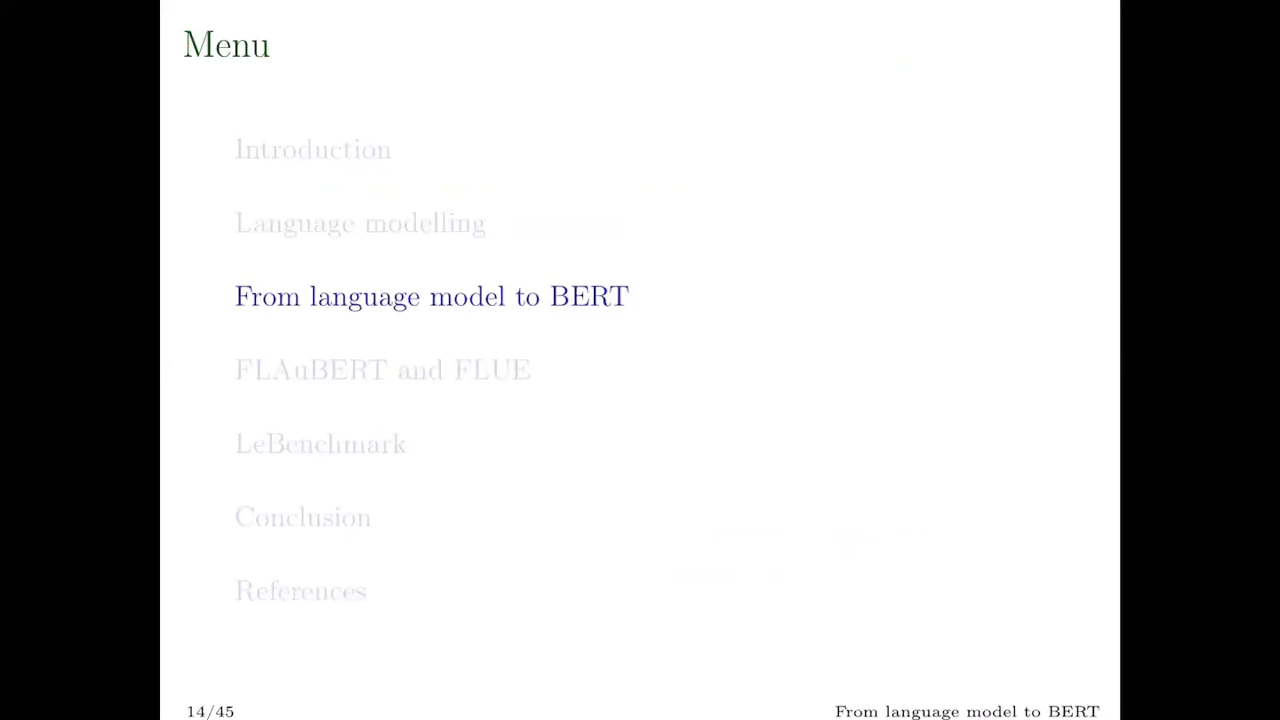 Menu
Introduction
Language modelling
From language model to BERT
FLAuBERT and FLUE
LeBenchmark
Conclusion
References
14/45
From language model to BERT